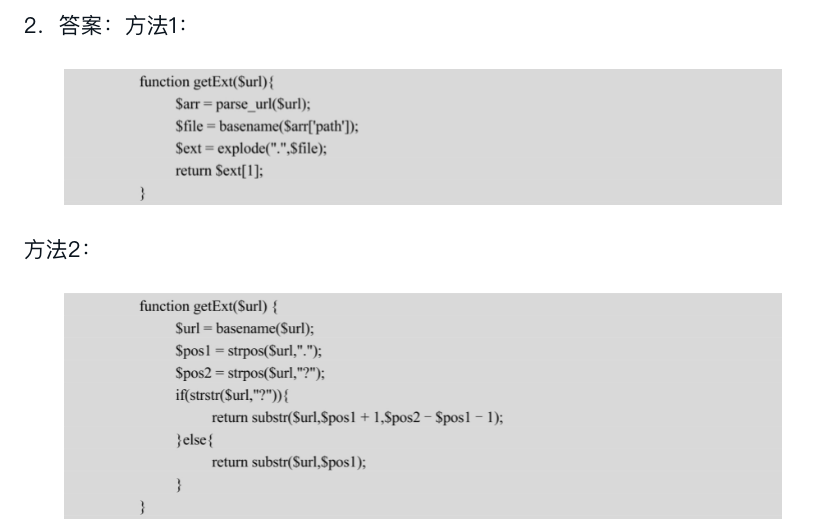 2. 答案：方法1：
function getExt($url){
$arr = parse_url($url);
$file = basename($arr['path']);
$ext = explode(".",$file);
return $ext[1];
}
方法2：
function getExt($url) {
$url = basename($url);
$pos1 = strpos($url,".");
$pos2 = strpos($url,"?");
if(strstr($url,"?")){
return substr($url,$pos1 + 1,$pos2 − $pos1 − 1);
}else{
return substr($url,$pos1);
}
}